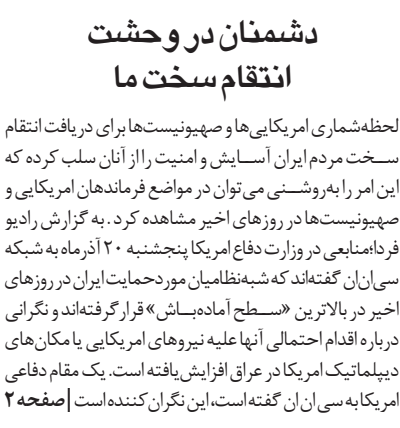 دشمنان در وحشت
انتقام سخت ما
لحظه‌شماری امریکایی‌ها و صهیونیست‌ها برای دریافت انتقام
سخت مردم ایران آسایش و امنیت را از آنان سلب کرده که
این امر را به‌روشنی می‌توان در مواضع فرماندهان امریکایی و
صهیونیست‌ها در روزهای اخیر مشاهده کرد. به گزارش رادیو
فردا؛ منابعی در وزارت دفاع امریکا پنجشنبه ۲۰ آذرماه به شبکه
سی‌ان‌ان گفته‌اند که شبه‌نظامیان موردحمایت ایران در روزهای
اخیر در بالاترین «سطح آماده‌باش» قرار گرفته‌اند و نگرانی
درباره اقدام احتمالی آنها علیه نیروهای امریکایی یا مکان‌های
دیپلماتیک امریکا در عراق افزایش‌یافته است. یک مقام دفاعی
امریکا به سی ان ان گفته است، این نگران کننده است | صفحه ۲